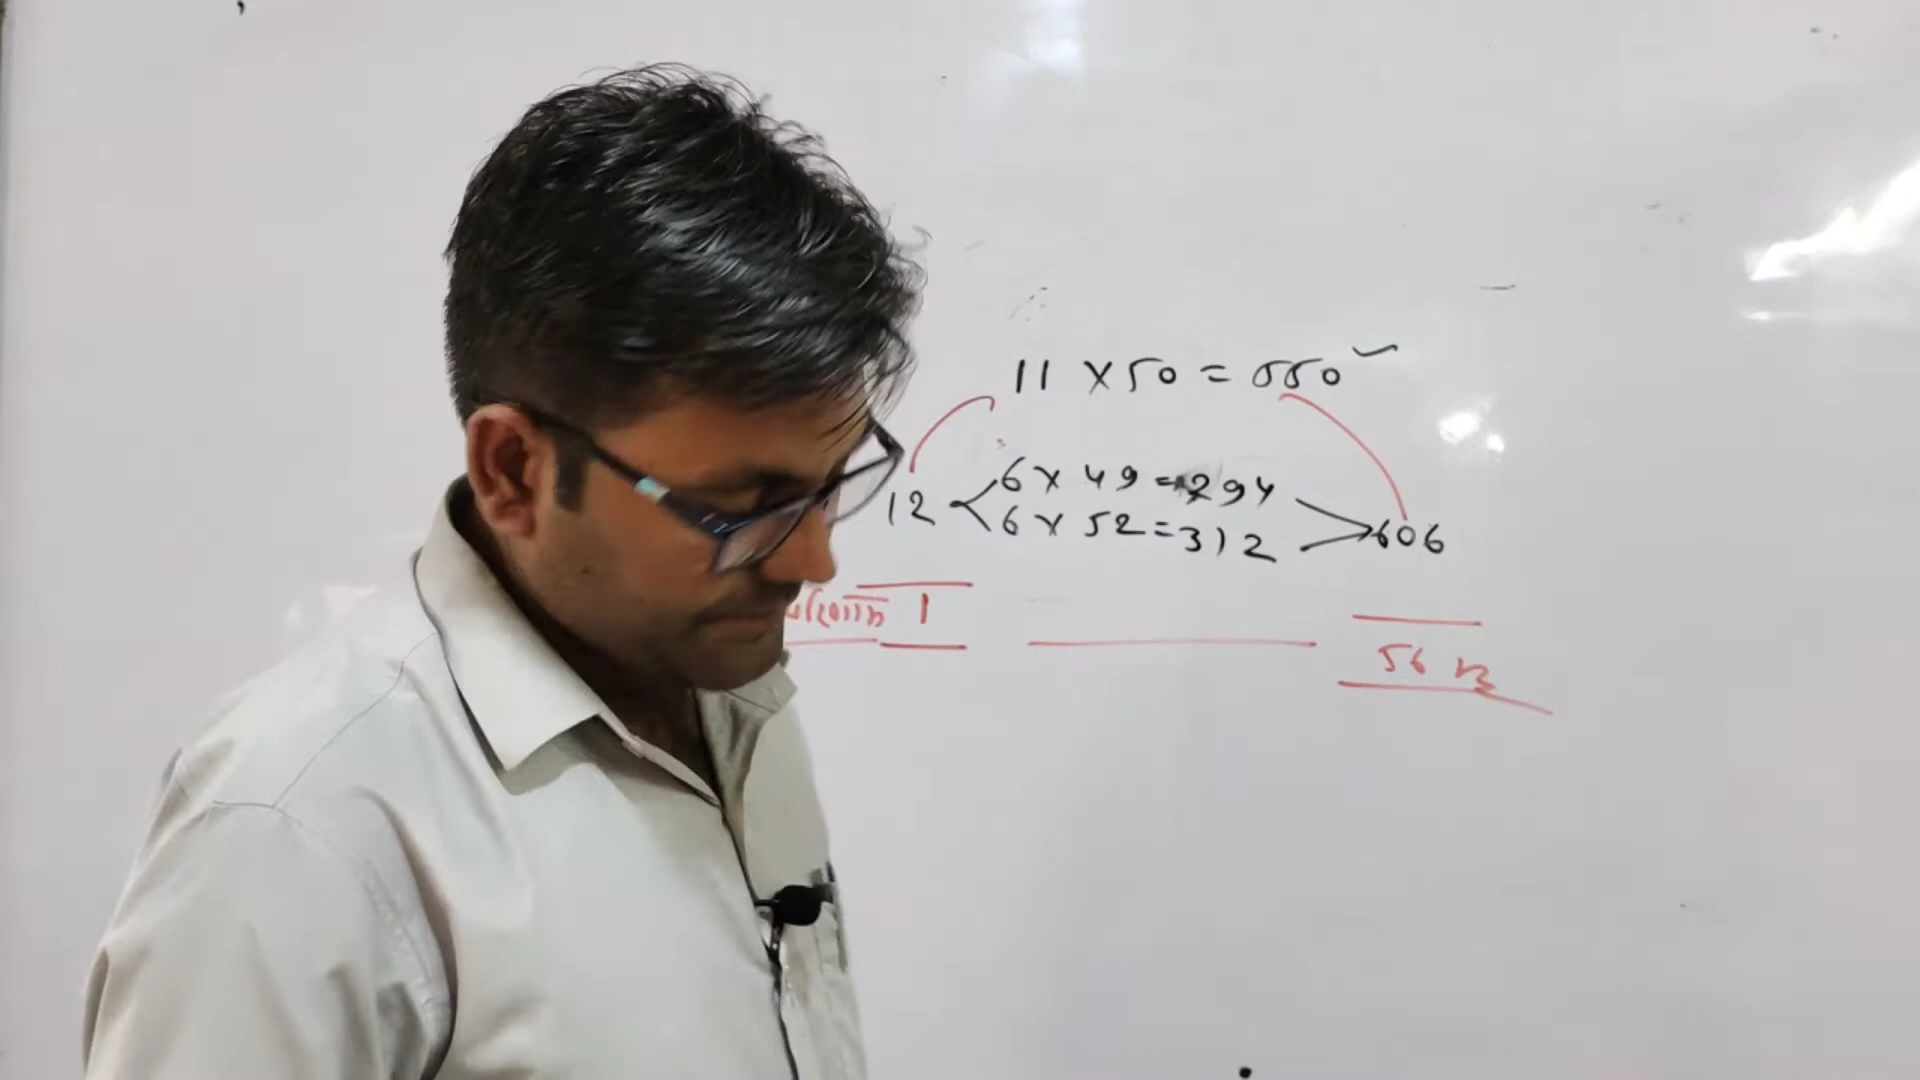 11 x 50 = 550
6 x 49 = 294
12
6 x 52 = 312
606
1
56